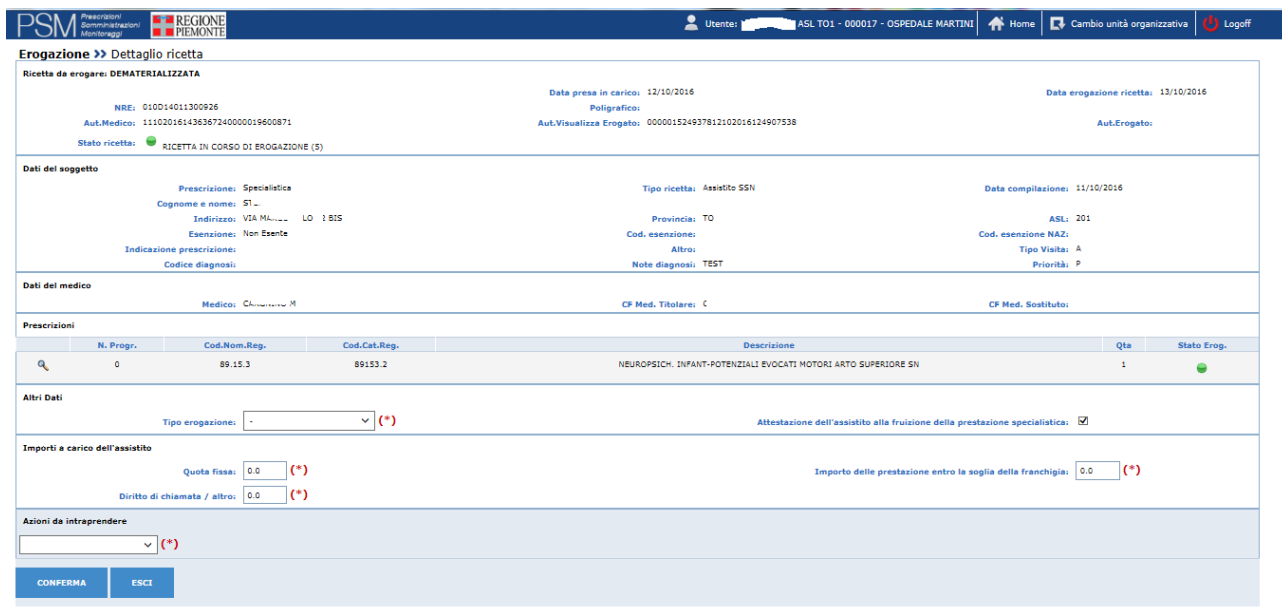 PSM Prescrizioni Somministrazioni Monitoraggi REGIONE PIEMONTE Utente: ASL TO1 - 000017 - OSPEDALE MARTINI Home Cambio unità organizzativa Logoff
Erogazione >> Dettaglio ricetta
Ricetta da erogare: DEMATERIALIZZATA
Data presa in carico: 12/10/2016 Data erogazione ricetta: 13/10/2016
NRE: 010D14011300926 Poligrafico:
Aut.Medico: 111020161436367240000019600871 Aut.Visualizza Erogato: 000001524937812102016124907538 Aut.Erogato:
Stato ricetta: RICETTA IN CORSO DI EROGAZIONE (5)
Dati del soggetto
Prescrizione: Specialistica Tipo ricetta: Assistito SSN Data compilazione: 11/10/2016
Cognome e nome:
Indirizzo: VIA BIS Provincia: TO ASL: 201
Esenzione: Non Esente Cod. esenzione: Cod. esenzione NAZ:
Indicazione prescrizione: Altro: Tipo Visita: A
Codice diagnosi: Note diagnosi: TEST Priorità: P
Dati del medico
Medico: M CF Med. Titolare: C CF Med. Sostituto:
Prescrizioni
N. Progr. Cod.Nom.Reg. Cod.Cat.Reg. Descrizione Qta Stato Erog.
0 89.15.3 89153.2 NEUROPSICH. INFANT-POTENZIALI EVOCATI MOTORI ARTO SUPERIORE SN 1
Altri Dati
Tipo erogazione: - (*) Attestazione dell'assistito alla fruizione della prestazione specialistica:
Importi a carico dell'assistito
Quota fissa: 0.0 (*) Importo delle prestazione entro la soglia della franchigia: 0.0 (*)
Diritto di chiamata / altro: 0.0 (*)
Azioni da intraprendere
(*)
CONFERMA ESCI